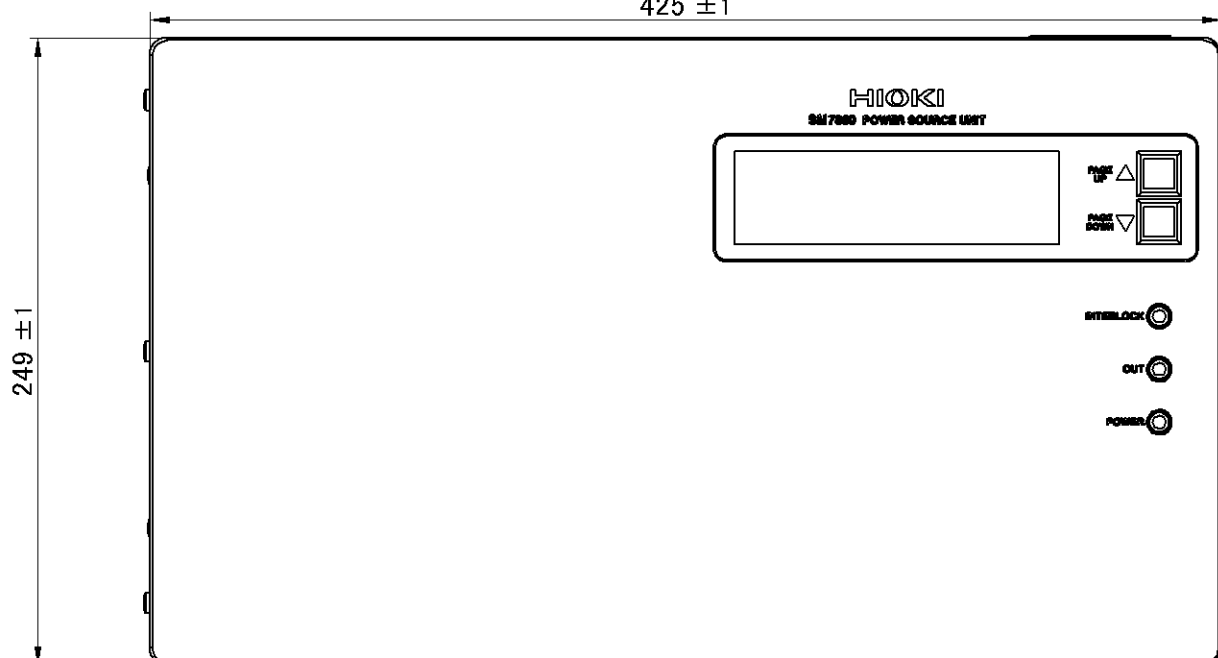 425 ±1
HIOKI
SM7860 POWER SOURCE UNIT
PAGE
UP
PAGE
DOWN
249 ±1
INTERLOCK
OUT
POWER